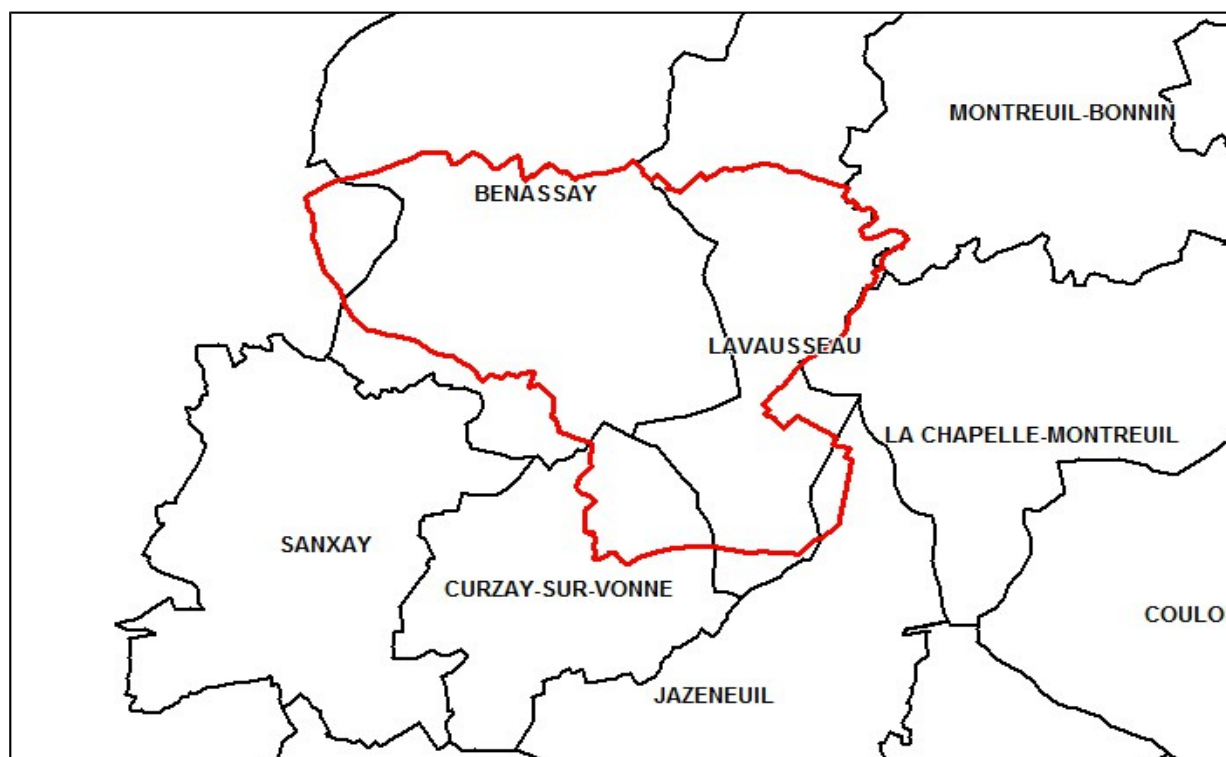 MONTREUIL-BONNIN
BENASSAY
LAVAUSSEAU
LA CHAPELLE-MONTREUIL
SANXAY
CURZAY-SUR-VONNE
COULO
JAZENEUIL